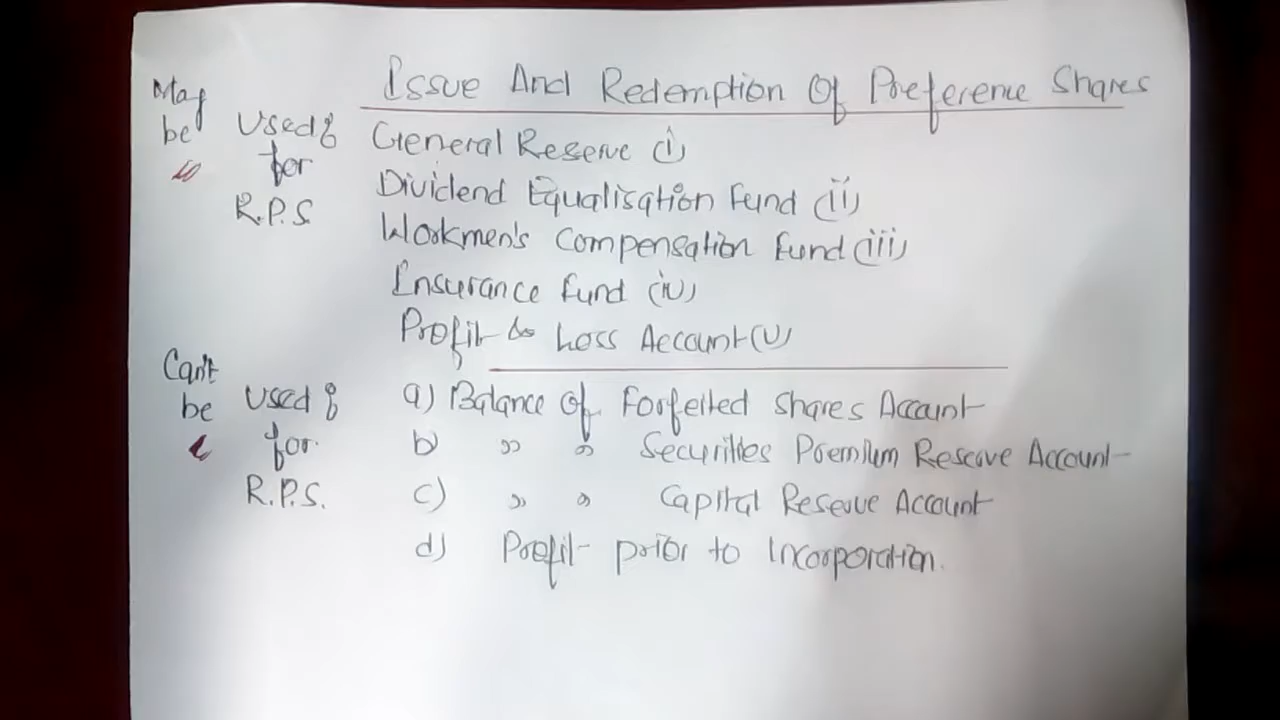 Issue And Redemption Of Preference Shares
May be Used for R.P.S
General Reserve (i)
Dividend Equalisation Fund (ii)
Workmen's Compensation Fund (iii)
Insurance Fund (iv)
Profit & Loss Account (v)
Can't be Used for R.P.S.
a) Balance Of Forfeited Shares Account
b) " " Securities Premium Reserve Account
c) " " Capital Reserve Account
d) Profit prior to Incorporation.